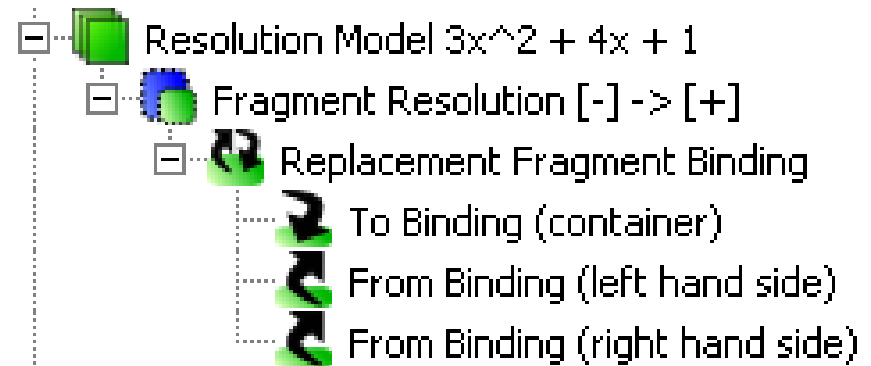 Resolution Model 3x^2 + 4x + 1
Fragment Resolution [-] -> [+]
Replacement Fragment Binding
To Binding (container)
From Binding (left hand side)
From Binding (right hand side)